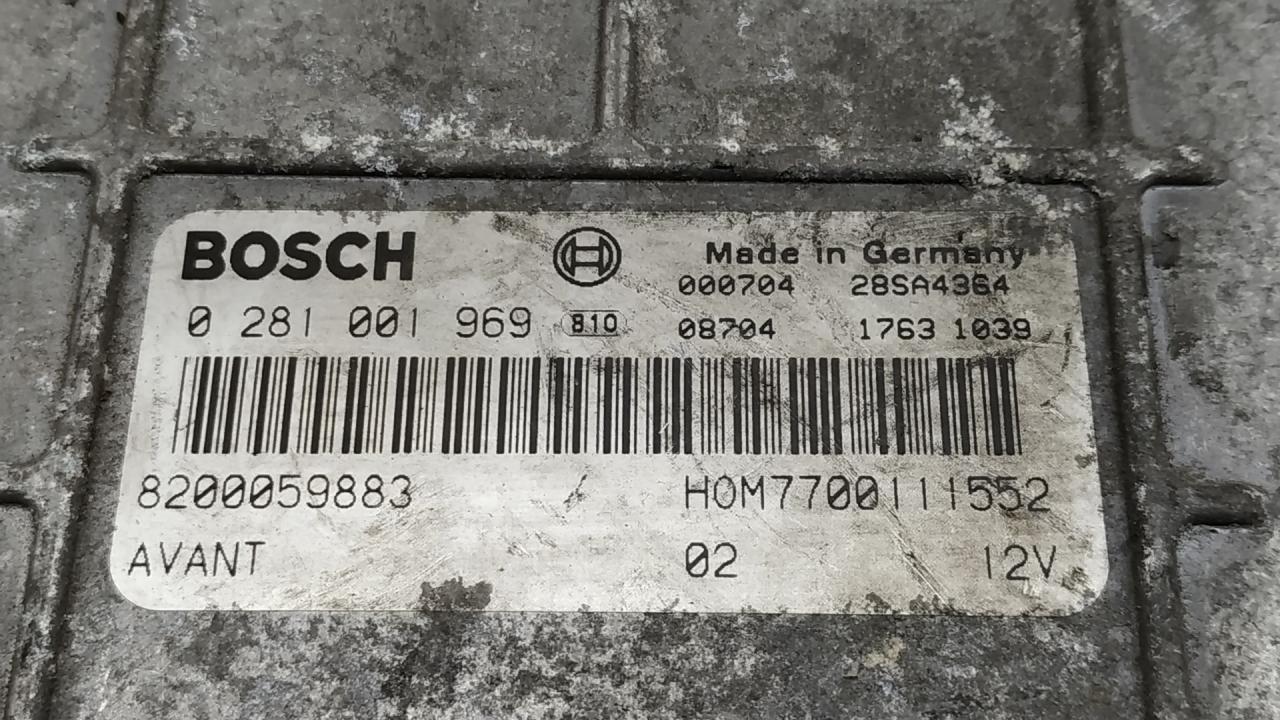 BOSCH Made in Germany
000704 28SA4364
0 281 001 969 810 08704 1763 1039
8200059883 HOM7700111552
AVANT 02 12V